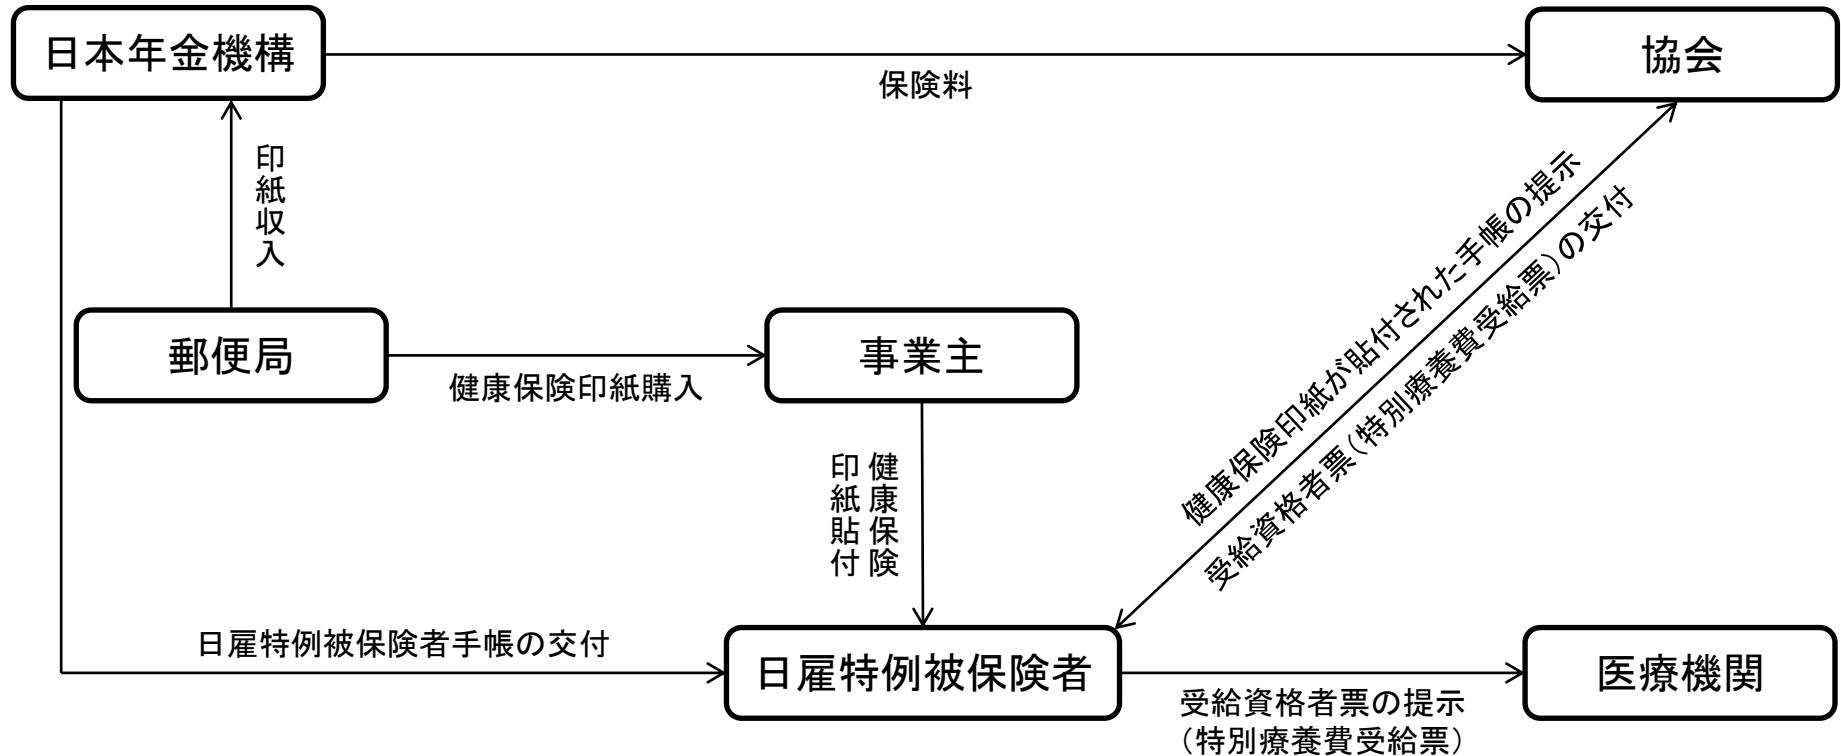 日本年金機構
協会
保険料
印紙収入
健康保険印紙が貼付された手帳の提示
受給資格者票(特別療養費受給票)の交付
郵便局
事業主
健康保険印紙購入
健康保険
印紙貼付
日雇特例被保険者手帳の交付
日雇特例被保険者
医療機関
受給資格者票の提示
(特別療養費受給票)